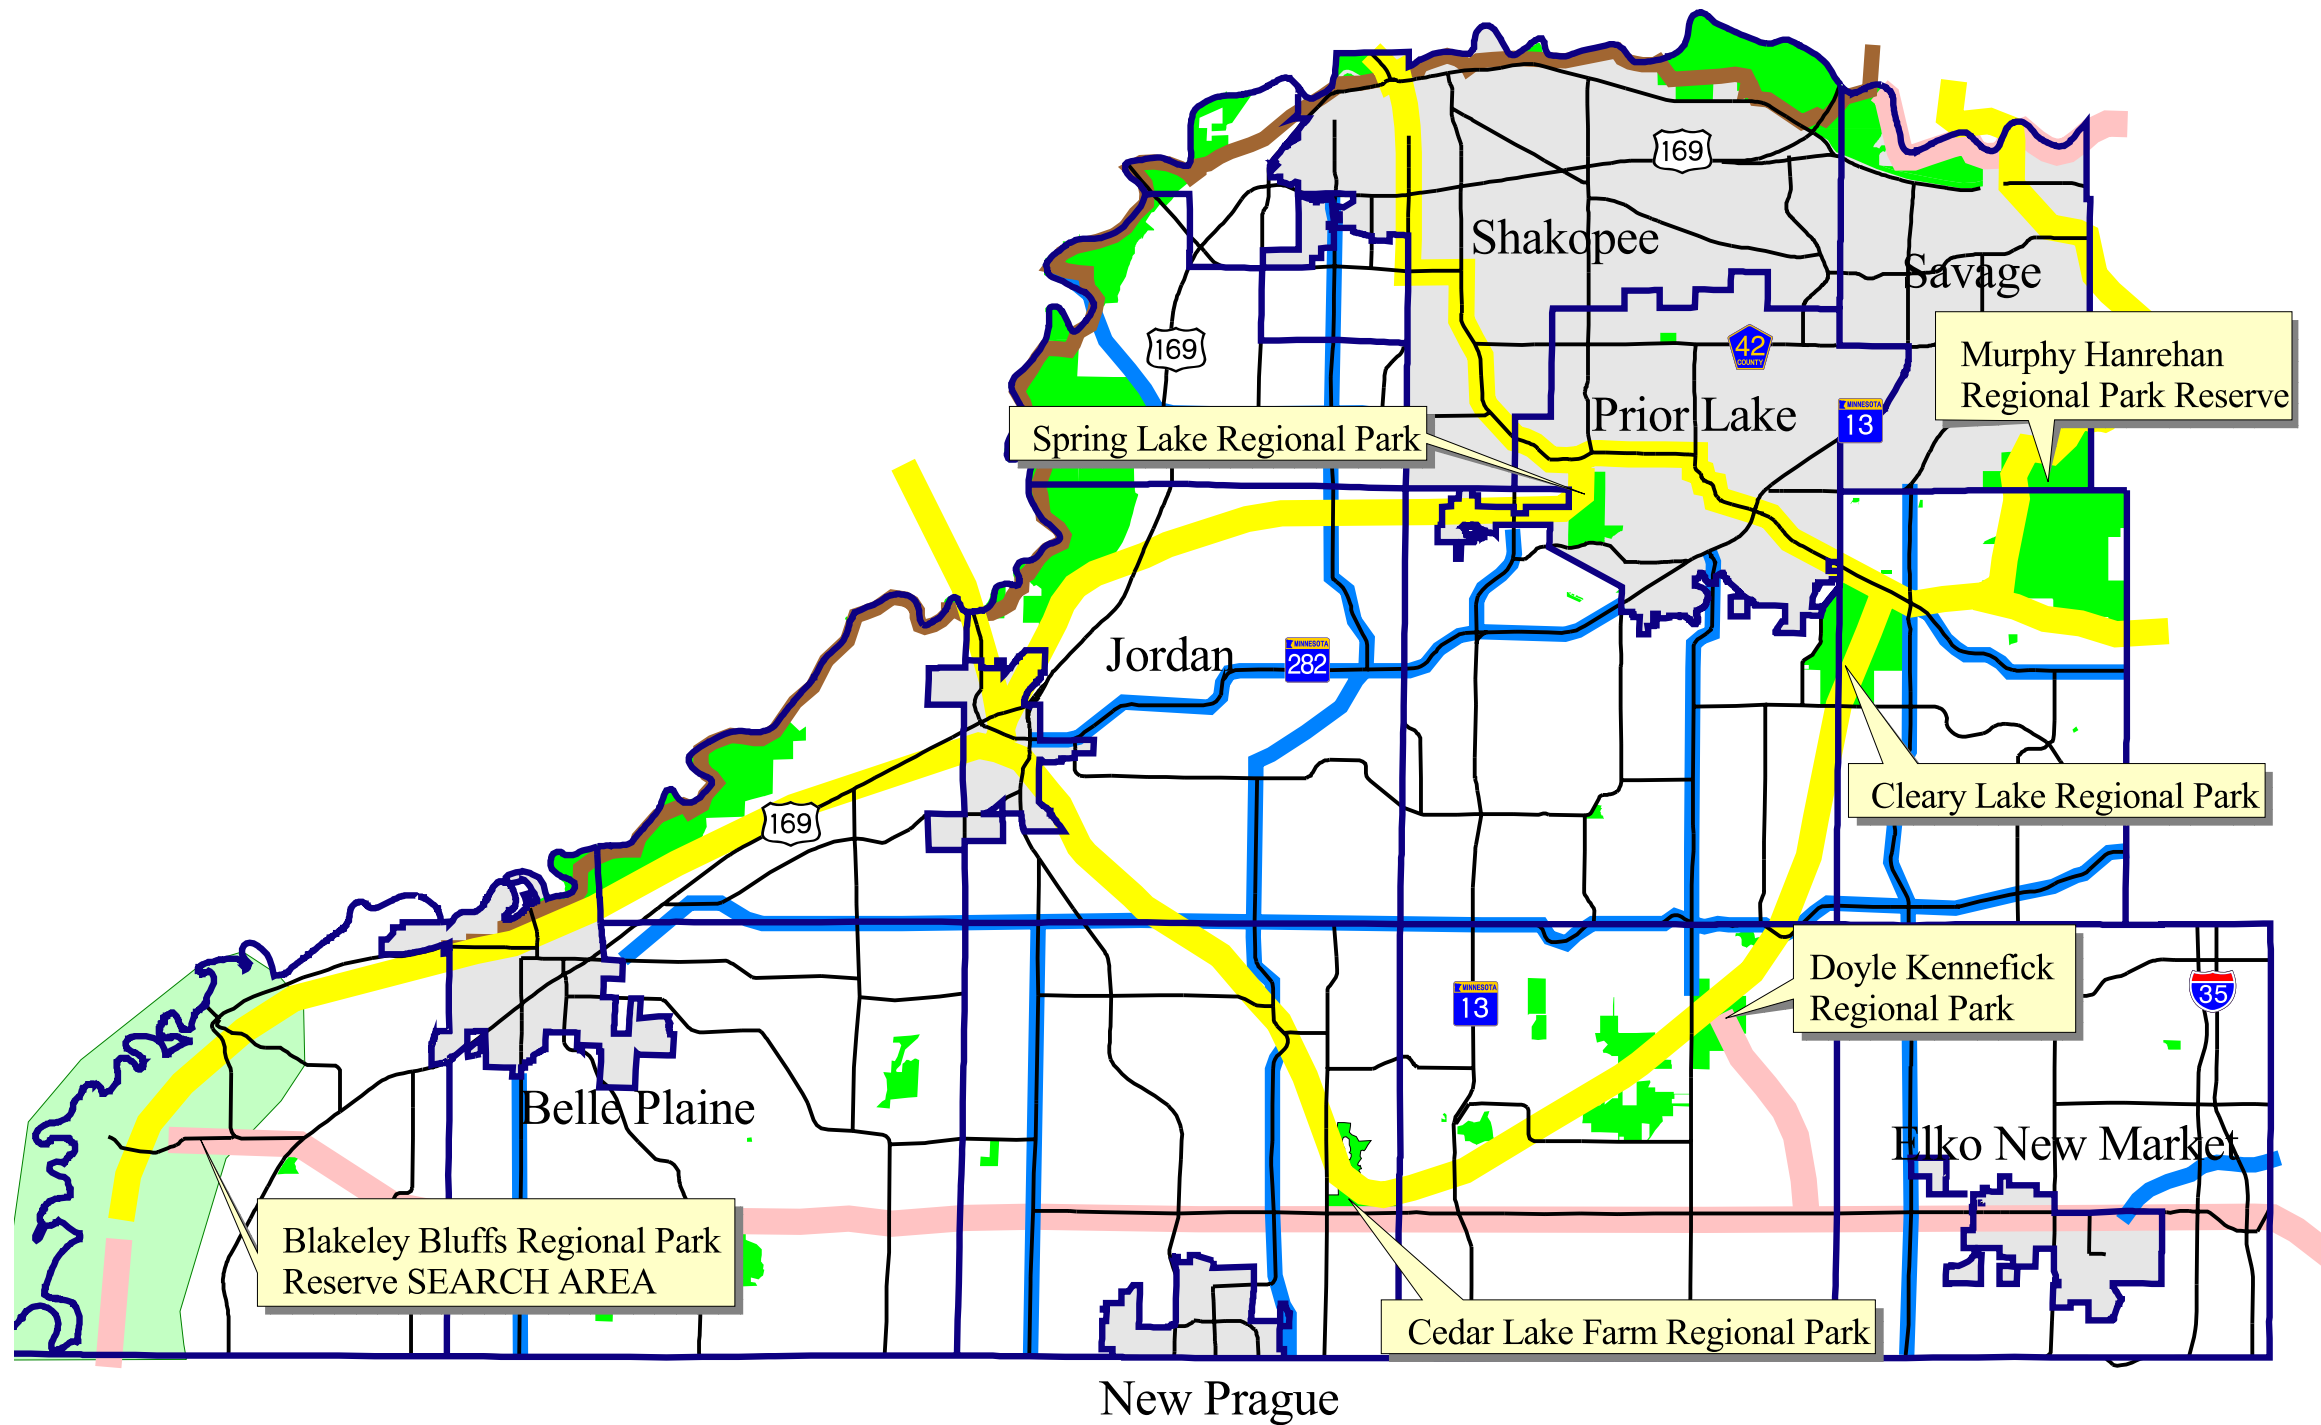 169
Shakopee
Savage
169
42
COUNTY
Murphy Hanrehan
Regional Park Reserve
Prior Lake
MINNESOTA
13
Spring Lake Regional Park
Jordan
MINNESOTA
282
Cleary Lake Regional Park
169
Doyle Kennefick
Regional Park
MINNESOTA
13
35
Belle Plaine
Elko New Market
Blakeley Bluffs Regional Park
Reserve SEARCH AREA
Cedar Lake Farm Regional Park
New Prague